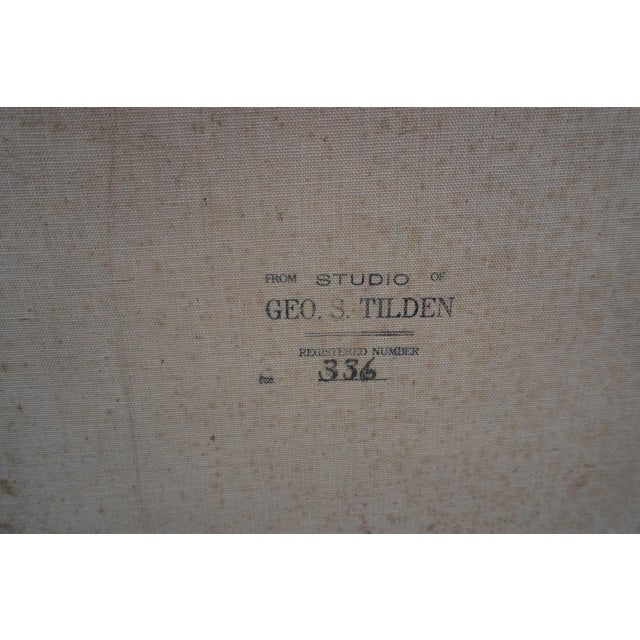 FROM STUDIO OF
GEO. S. TILDEN
REGISTERED NUMBER
336